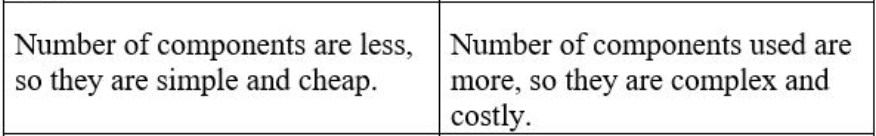 Number of components are less,
so they are simple and cheap.
Number of components used are
more, so they are complex and
costly.